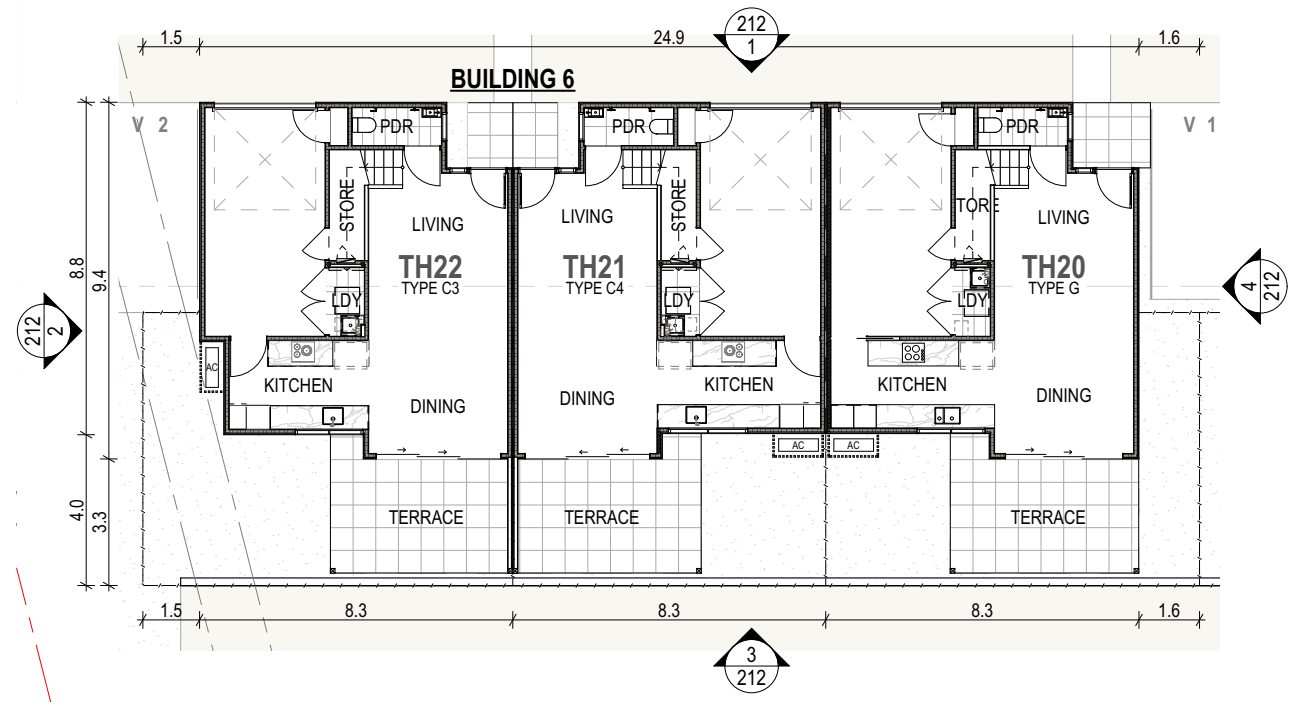 212
1
1.5
24.9
1.6
BUILDING 6
V 2
PDR
PDR
PDR
V 1
STORE
STORE
TORE
LIVING
LIVING
LIVING
TH22
TYPE C3
TH21
TYPE C4
TH20
TYPE G
8.8
9.4
212
2
4
212
LDY
LDY
LDY
AC
KITCHEN
KITCHEN
KITCHEN
DINING
DINING
DINING
AC
AC
4.0
3.3
TERRACE
TERRACE
TERRACE
1.5
8.3
8.3
8.3
1.6
3
212